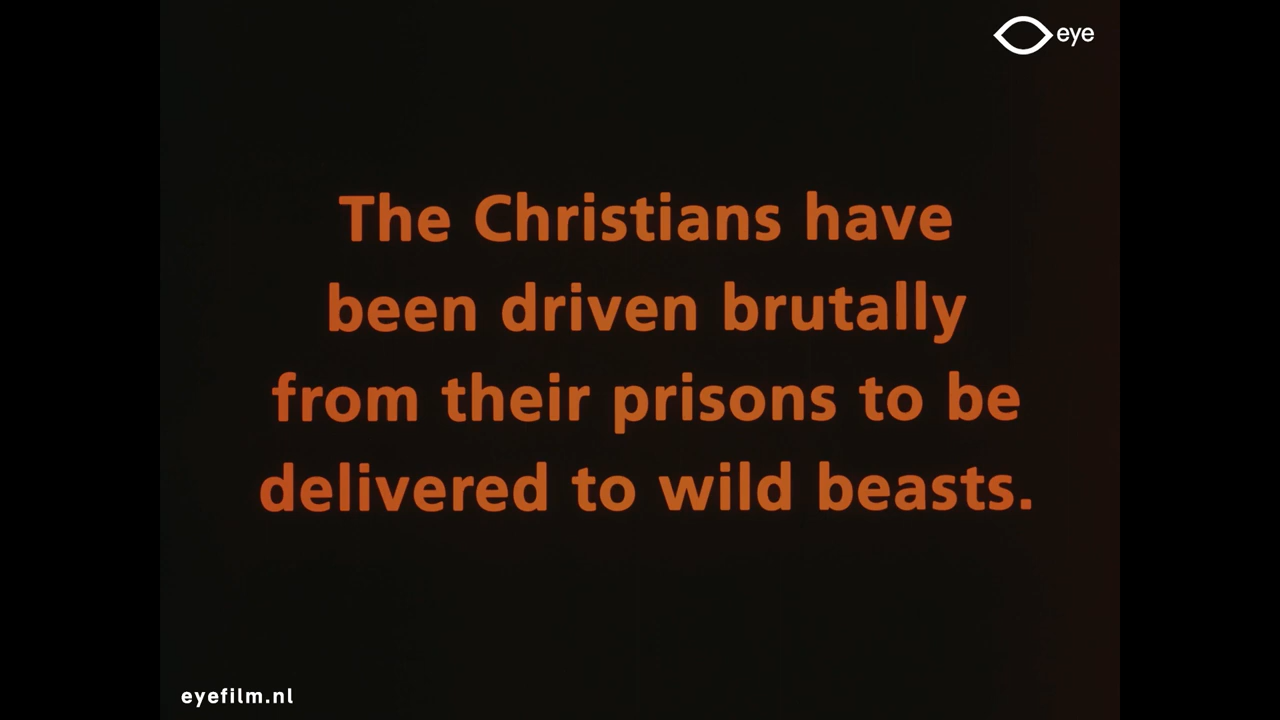 eye
The Christians have
been driven brutally
from their prisons to be
delivered to wild beasts.
eyefilm.nl